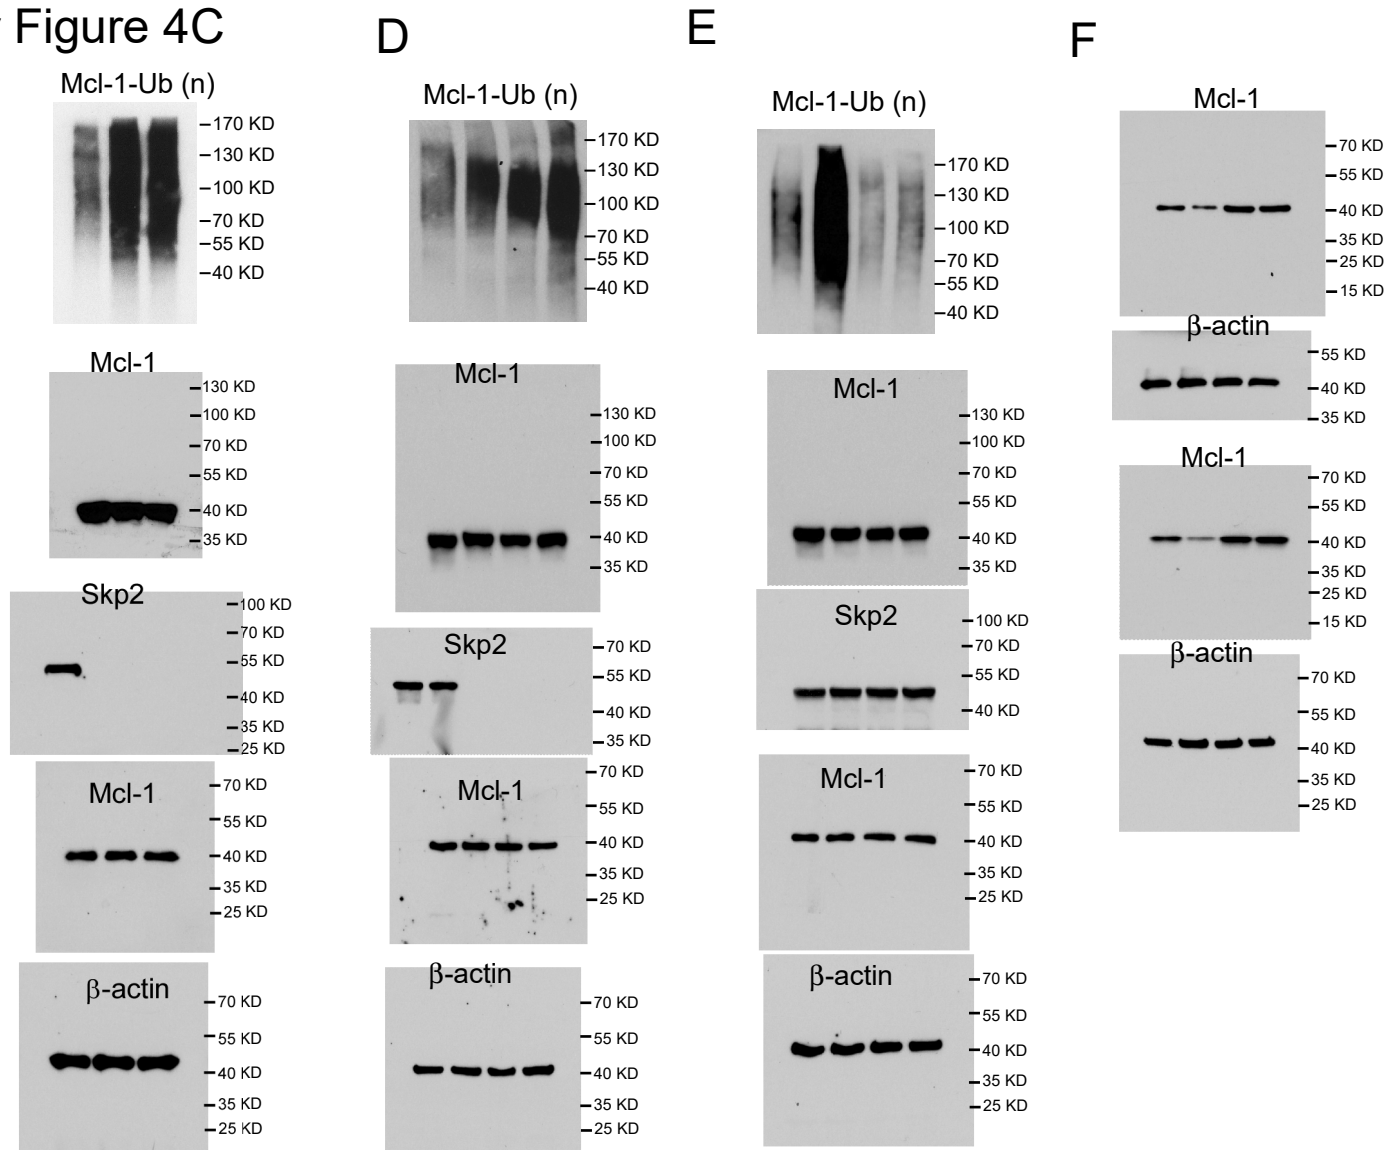 Figure 4C
Mcl-1-Ub (n)
170 KD
130 KD
100 KD
70 KD
55 KD
40 KD
Mcl-1
130 KD
100 KD
70 KD
55 KD
40 KD
35 KD
Skp2
100 KD
70 KD
55 KD
40 KD
35 KD
25 KD
Mcl-1
70 KD
55 KD
40 KD
35 KD
25 KD
β-actin
70 KD
55 KD
40 KD
35 KD
25 KD
D
Mcl-1-Ub (n)
170 KD
130 KD
100 KD
70 KD
55 KD
40 KD
Mcl-1
130 KD
100 KD
70 KD
55 KD
40 KD
35 KD
Skp2
70 KD
55 KD
40 KD
35 KD
Mcl-1
70 KD
55 KD
40 KD
35 KD
25 KD
β-actin
70 KD
55 KD
40 KD
35 KD
25 KD
E
Mcl-1-Ub (n)
170 KD
130 KD
100 KD
70 KD
55 KD
40 KD
Mcl-1
130 KD
100 KD
70 KD
55 KD
40 KD
35 KD
Skp2
100 KD
70 KD
55 KD
40 KD
Mcl-1
70 KD
55 KD
40 KD
35 KD
25 KD
β-actin
70 KD
55 KD
40 KD
35 KD
25 KD
F
Mcl-1
70 KD
55 KD
40 KD
35 KD
25 KD
15 KD
β-actin
55 KD
40 KD
35 KD
Mcl-1
70 KD
55 KD
40 KD
35 KD
25 KD
15 KD
β-actin
70 KD
55 KD
40 KD
35 KD
25 KD